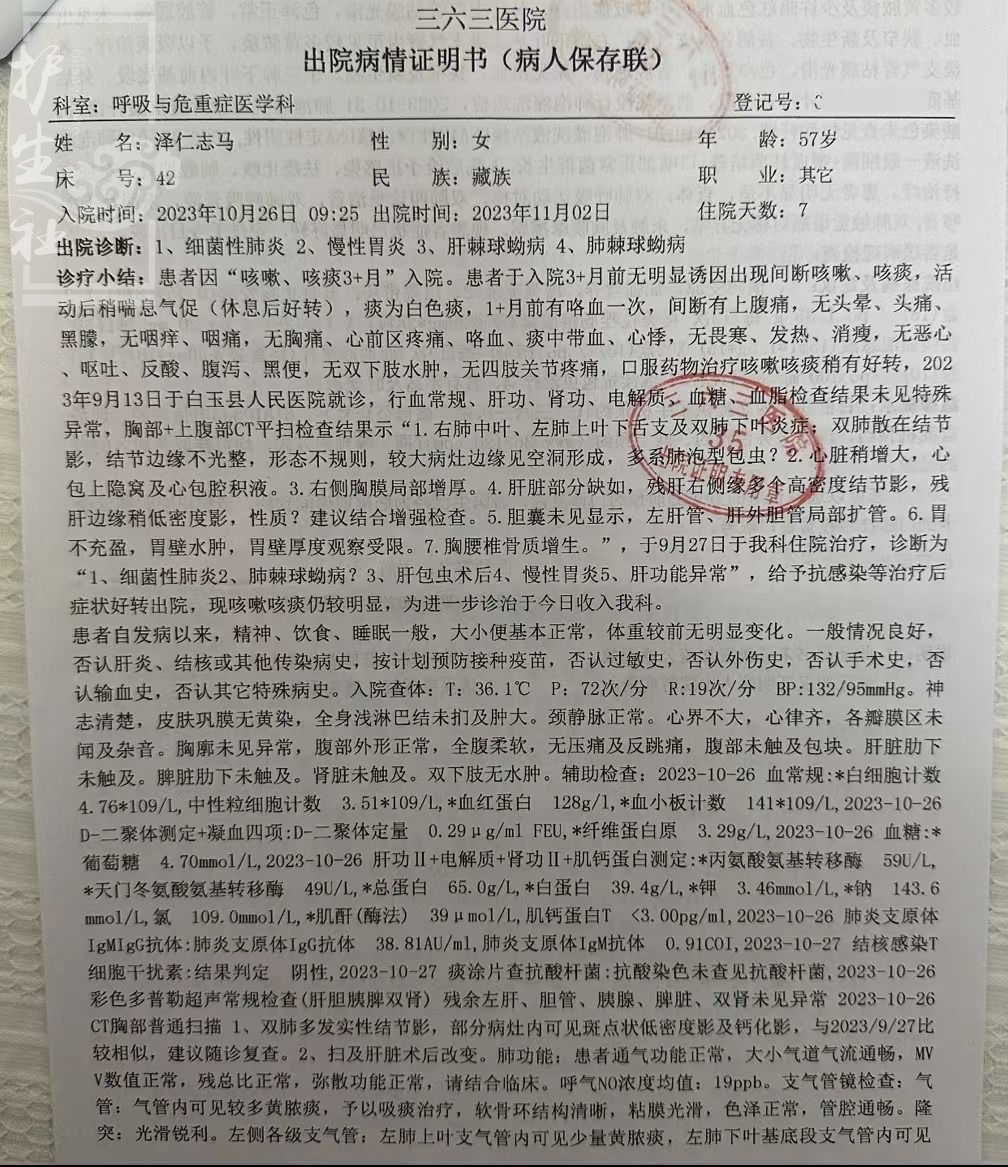 三六三医院
出院病情证明书（病人保存联）
科室：呼吸与危重症医学科 登记号：
姓 名：泽仁志马 性 别：女 年 龄：57岁
床 号：42 民 族：藏族 职 业：其它
入院时间：2023年10月26日 09:25 出院时间：2023年11月02日 住院天数：7
出院诊断：1、细菌性肺炎 2、慢性胃炎 3、肝棘球蚴病 4、肺棘球蚴病
诊疗小结：患者因“咳嗽、咳痰3+月”入院。患者于入院3+月前无明显诱因出现间断咳嗽、咳痰，活
动后稍喘息气促（休息后好转），痰为白色痰，1+月前有咯血一次，间断有上腹痛，无头晕、头痛、
黑朦，无咽痒、咽痛，无胸痛、心前区疼痛、咯血、痰中带血、心悸，无畏寒、发热、消瘦，无恶心
、呕吐、反酸、腹泻、黑便，无双下肢水肿，无四肢关节疼痛，口服药物治疗咳嗽咳痰稍有好转，202
3年9月13日于白玉县人民医院就诊，行血常规、肝功、肾功、电解质、血糖、血脂检查结果未见特殊
异常，胸部+上腹部CT平扫检查结果示“1.右肺中叶、左肺上叶下舌支及双肺下叶炎症；双肺散在结节
影，结节边缘不光整，形态不规则，较大病灶边缘见空洞形成，多系肺泡型包虫？2.心脏稍增大，心
包上隐窝及心包腔积液。3.右侧胸膜局部增厚。4.肝脏部分缺如，残肝右侧缘多个高密度结节影，残
肝边缘稍低密度影，性质？建议结合增强检查。5.胆囊未见显示，左肝管、肝外胆管局部扩管。6.胃
不充盈，胃壁水肿，胃壁厚度观察受限。7.胸腰椎骨质增生。”，于9月27日于我科住院治疗，诊断为
“1、细菌性肺炎2、肺棘球蚴病？3、肝包虫术后4、慢性胃炎5、肝功能异常”，给予抗感染等治疗后
症状好转出院，现咳嗽咳痰仍较明显，为进一步诊治于今日收入我科。
患者自发病以来，精神、饮食、睡眠一般，大小便基本正常，体重较前无明显变化。一般情况良好，
否认肝炎、结核或其他传染病史，按计划预防接种疫苗，否认过敏史，否认外伤史，否认手术史，否
认输血史，否认其它特殊病史。入院查体：T：36.1℃ P：72次/分 R:19次/分 BP:132/95mmHg。神
志清楚，皮肤巩膜无黄染，全身浅淋巴结未扪及肿大。颈静脉正常。心界不大，心律齐，各瓣膜区未
闻及杂音。胸廓未见异常，腹部外形正常，全腹柔软，无压痛及反跳痛，腹部未触及包块。肝脏肋下
未触及。脾脏肋下未触及。肾脏未触及。双下肢无水肿。辅助检查：2023-10-26 血常规:*白细胞计数
4.76*109/L,中性粒细胞计数 3.51*109/L,*血红蛋白 128g/l,*血小板计数 141*109/L,2023-10-26
D-二聚体测定+凝血四项:D-二聚体定量 0.29μg/ml FEU,*纤维蛋白原 3.29g/L,2023-10-26 血糖:*
葡萄糖 4.70mmol/L,2023-10-26 肝功Ⅱ+电解质+肾功Ⅱ+肌钙蛋白测定:*丙氨酸氨基转移酶 59U/L,
*天门冬氨酸氨基转移酶 49U/L,*总蛋白 65.0g/L,*白蛋白 39.4g/L,*钾 3.46mmol/L,*钠 143.6
mmol/L,氯 109.0mmol/L,*肌酐(酶法) 39μmol/L,肌钙蛋白T <3.00pg/ml,2023-10-26 肺炎支原体
IgMIgG抗体:肺炎支原体IgG抗体 38.81AU/ml,肺炎支原体IgM抗体 0.91COI,2023-10-27 结核感染T
细胞干扰素:结果判定 阴性,2023-10-27 痰涂片查抗酸杆菌:抗酸染色未查见抗酸杆菌,2023-10-26
彩色多普勒超声常规检查(肝胆胰脾双肾) 残余左肝、胆管、胰腺、脾脏、双肾未见异常 2023-10-26
CT胸部普通扫描 1、双肺多发实性结节影，部分病灶内可见斑点状低密度影及钙化影，与2023/9/27比
较相似，建议随诊复查。2、扫及肝脏术后改变。肺功能：患者通气功能正常，大小气道气流通畅，MV
V数值正常，残总比正常，弥散功能正常，请结合临床。呼气NO浓度均值：19ppb。支气管镜检查：气
管：气管内可见较多黄脓痰，予以吸痰治疗，软骨环结构清晰，粘膜光滑，色泽正常，管腔通畅。隆
突：光滑锐利。左侧各级支气管：左肺上叶支气管内可见少量黄脓痰，左肺下叶基底段支气管内可见
三六三医院
35
出院证明专用章
护生社